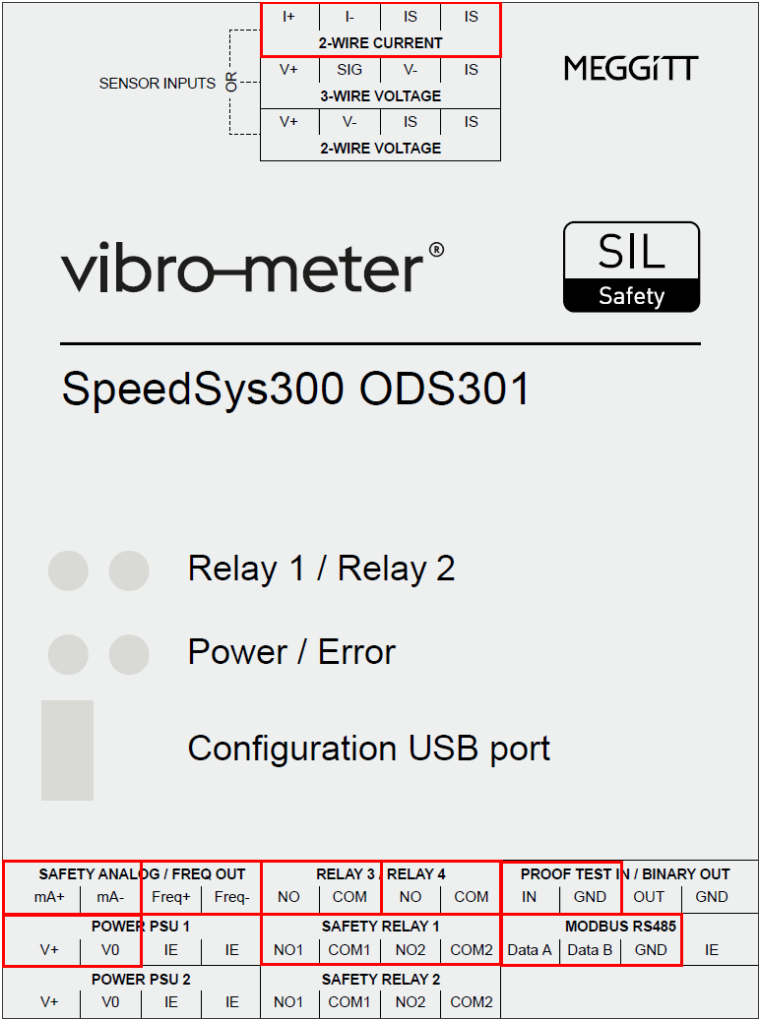 I+ I- IS IS
2-WIRE CURRENT
V+ SIG V- IS
SENSOR INPUTS OR
3-WIRE VOLTAGE
V+ V- IS IS
2-WIRE VOLTAGE
MEGGiTT
vibro-meter®
SIL
Safety
SpeedSys300 ODS301
Relay 1 / Relay 2
Power / Error
Configuration USB port
SAFETY ANALOG / FREQ OUT RELAY 3 / RELAY 4 PROOF TEST IN / BINARY OUT
mA+ mA- Freq+ Freq- NO COM NO COM IN GND OUT GND
POWER PSU 1 SAFETY RELAY 1 MODBUS RS485
V+ V0 IE IE NO1 COM1 NO2 COM2 Data A Data B GND IE
POWER PSU 2 SAFETY RELAY 2
V+ V0 IE IE NO1 COM1 NO2 COM2